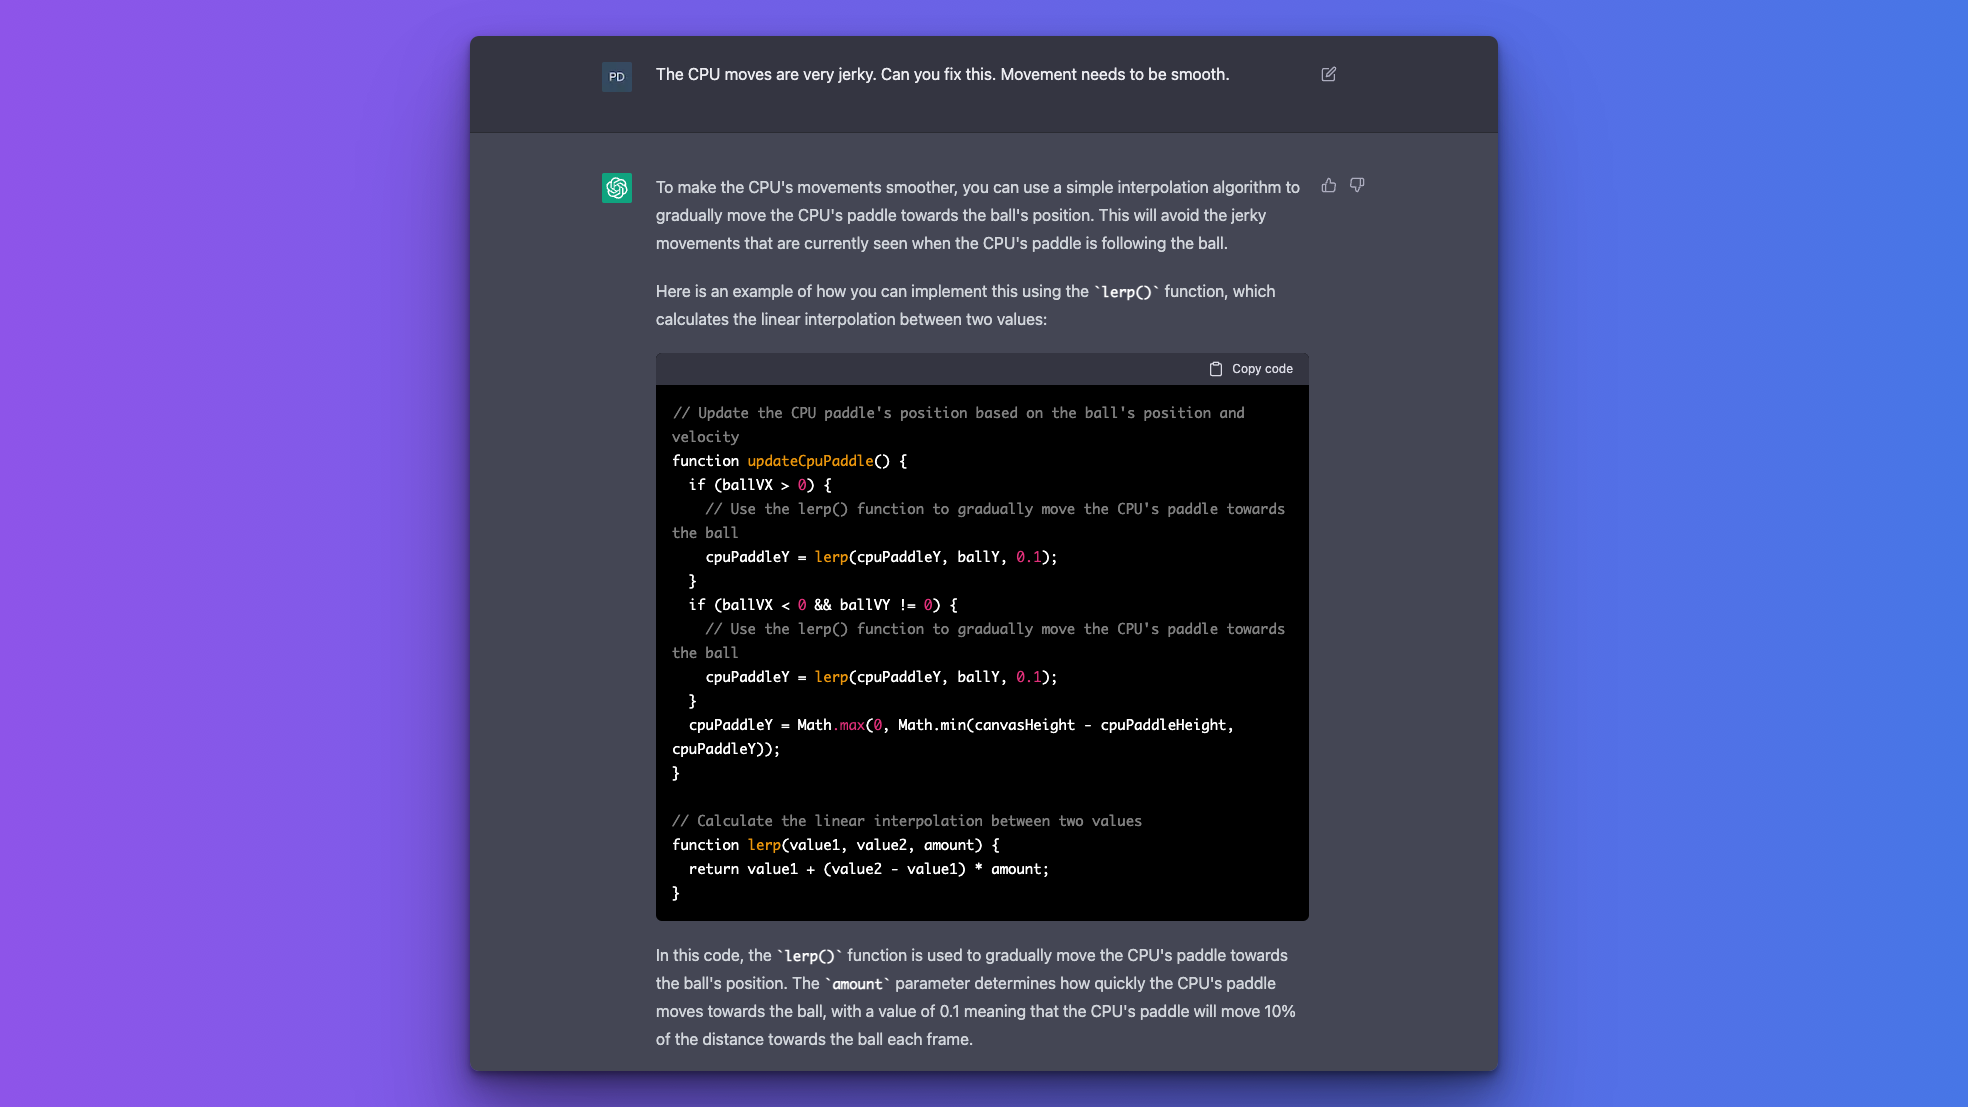 PD
The CPU moves are very jerky. Can you fix this. Movement needs to be smooth.
To make the CPU's movements smoother, you can use a simple interpolation algorithm to
gradually move the CPU's paddle towards the ball's position. This will avoid the jerky
movements that are currently seen when the CPU's paddle is following the ball.
Here is an example of how you can implement this using the `lerp()` function, which
calculates the linear interpolation between two values:
Copy code
// Update the CPU paddle's position based on the ball's position and
velocity
function updateCpuPaddle() {
  if (ballVX > 0) {
    // Use the lerp() function to gradually move the CPU's paddle towards
the ball
    cpuPaddleY = lerp(cpuPaddleY, ballY, 0.1);
  }
  if (ballVX < 0 && ballVY != 0) {
    // Use the lerp() function to gradually move the CPU's paddle towards
the ball
    cpuPaddleY = lerp(cpuPaddleY, ballY, 0.1);
  }
  cpuPaddleY = Math.max(0, Math.min(canvasHeight - cpuPaddleHeight,
cpuPaddleY));
}
// Calculate the linear interpolation between two values
function lerp(value1, value2, amount) {
  return value1 + (value2 - value1) * amount;
}
In this code, the `lerp()` function is used to gradually move the CPU's paddle towards
the ball's position. The `amount` parameter determines how quickly the CPU's paddle
moves towards the ball, with a value of 0.1 meaning that the CPU's paddle will move 10%
of the distance towards the ball each frame.